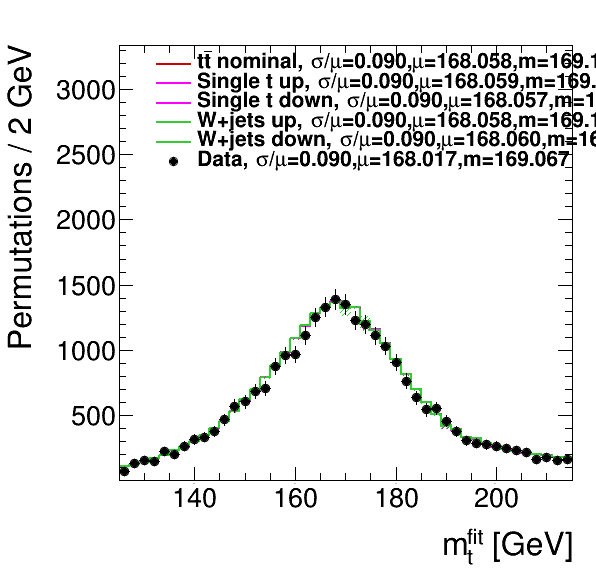 tt̄ nominal, σ/μ=0.090,μ=168.058,m=169.1
Single t up, σ/μ=0.090,μ=168.059,m=169.
Single t down, σ/μ=0.090,μ=168.057,m=1
W+jets up, σ/μ=0.090,μ=168.058,m=169.1
W+jets down, σ/μ=0.090,μ=168.060,m=16
Data, σ/μ=0.090,μ=168.017,m=169.067
Permutations / 2 GeV
3000
2500
2000
1500
1000
500
140 160 180 200
m_t^fit [GeV]